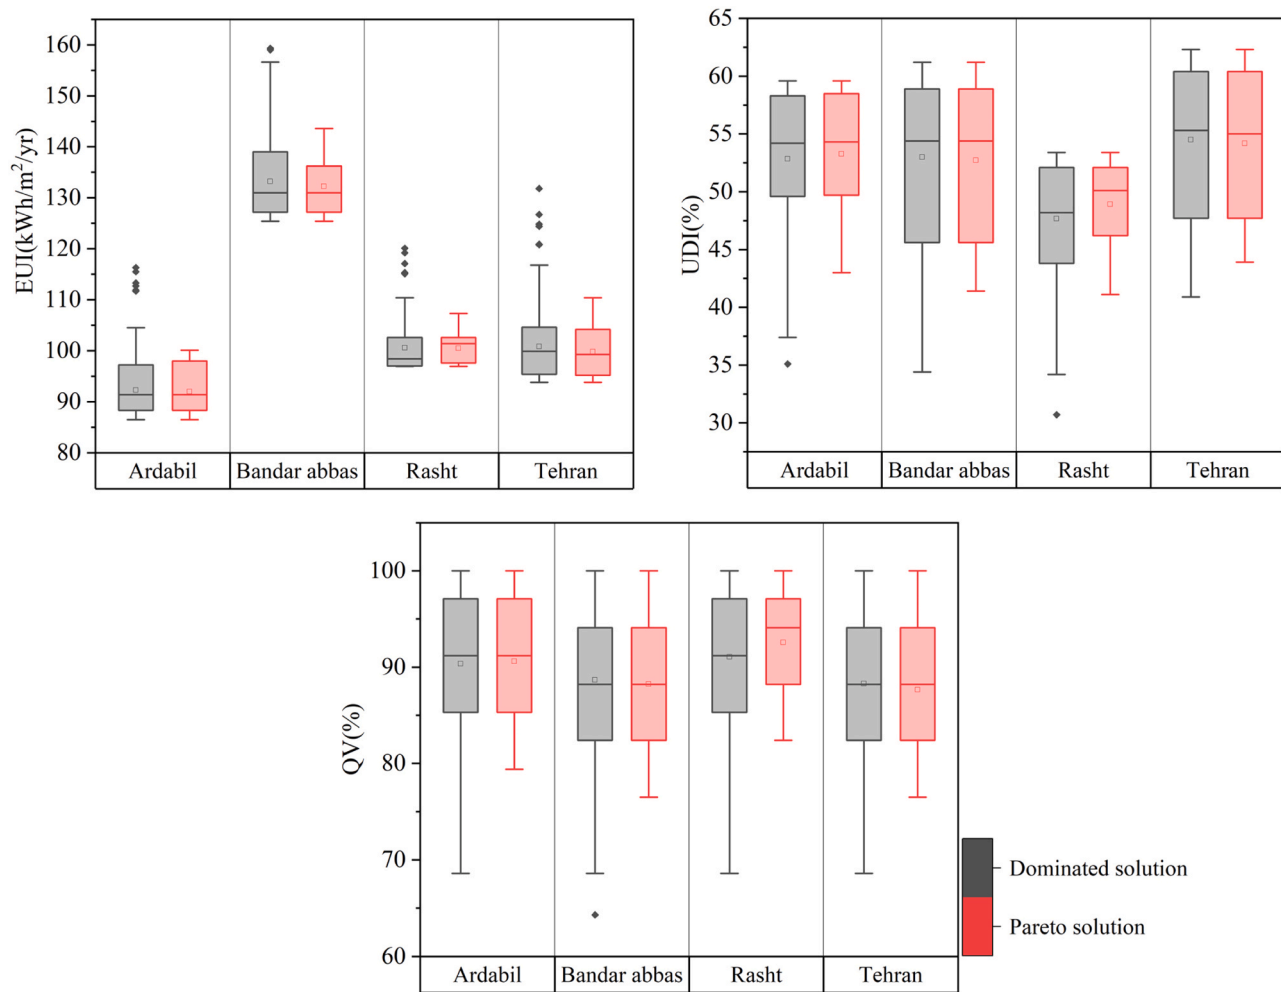 EUI(kWh/m²/yr)
160
150
140
130
120
110
100
90
80
Ardabil
Bandar abbas
Rasht
Tehran
UDI(%)
65
60
55
50
45
40
35
30
Ardabil
Bandar abbas
Rasht
Tehran
QV(%)
100
90
80
70
60
Ardabil
Bandar abbas
Rasht
Tehran
Dominated solution
Pareto solution